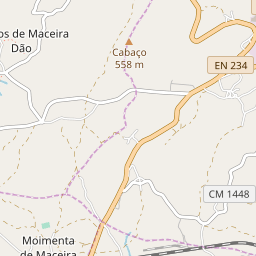 os de Maceira
Dão
Cabaço
558 m
EN 234
CM 1448
Moimenta
de Maceira